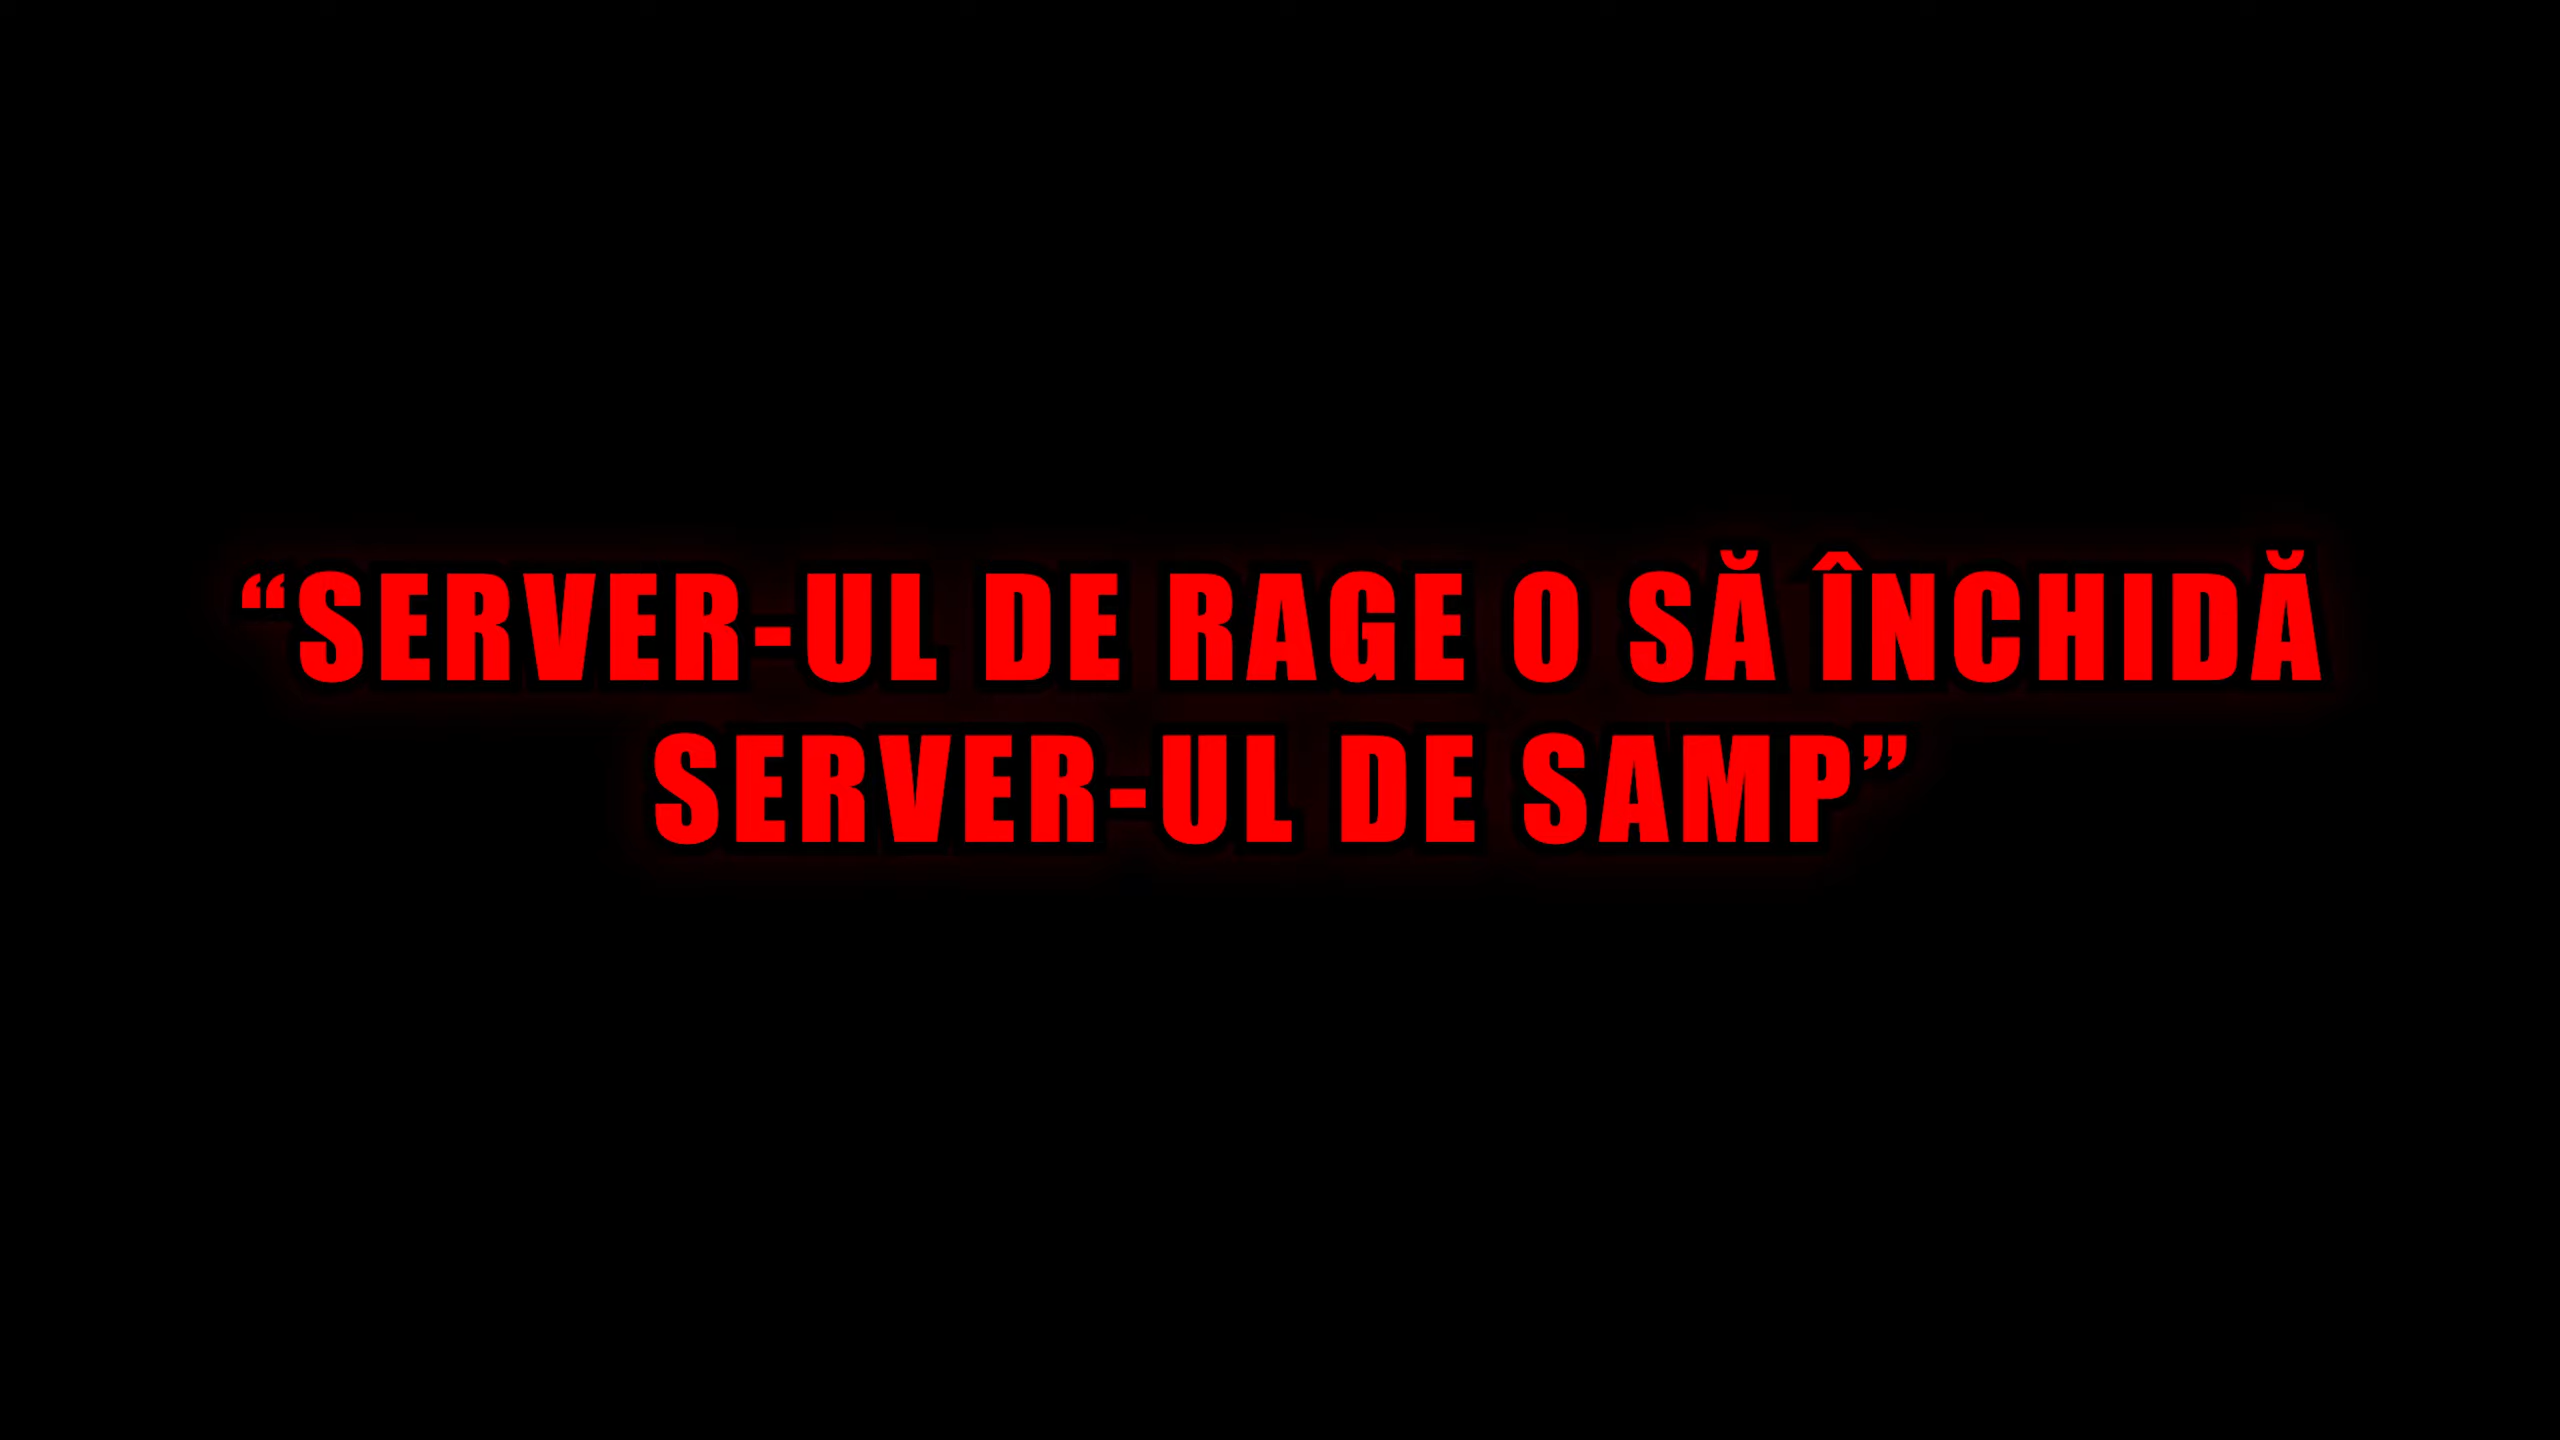 “SERVER-UL DE RAGE O SĂ ÎNCHIDĂ
SERVER-UL DE SAMP”